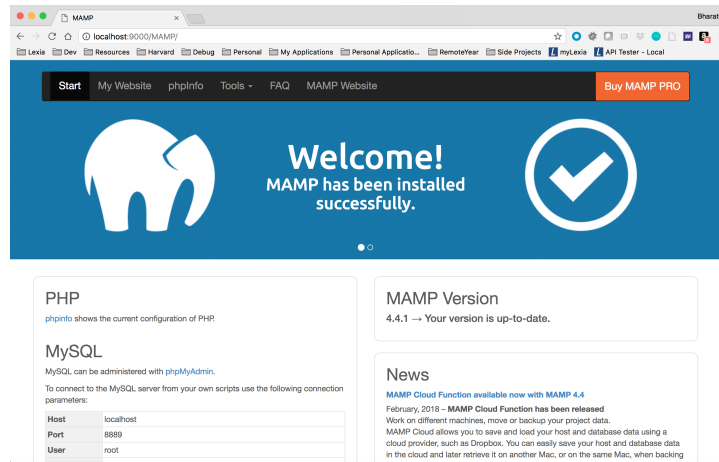 MAMP
Bharat
localhost:9000/MAMP/
Lexia Dev Resources Harvard Debug Personal My Applications Personal Applicatio... RemoteYear Side Projects myLexia API Tester - Local
Start My Website phpInfo Tools FAQ MAMP Website Buy MAMP PRO
Welcome!
MAMP has been installed
successfully.
PHP
phpinfo shows the current configuration of PHP.
MySQL
MySQL can be administered with phpMyAdmin.
To connect to the MySQL server from your own scripts use the following connection
parameters:
Host localhost
Port 8889
User root
MAMP Version
4.4.1 → Your version is up-to-date.
News
MAMP Cloud Function available now with MAMP 4.4
February, 2018 – MAMP Cloud Function has been released
Work on different machines, move or backup your project data.
MAMP Cloud allows you to save and load your host and database data using a
cloud provider, such as Dropbox. You can easily save your host and database data
in the cloud and later retrieve it on another Mac, or on the same Mac, when backing